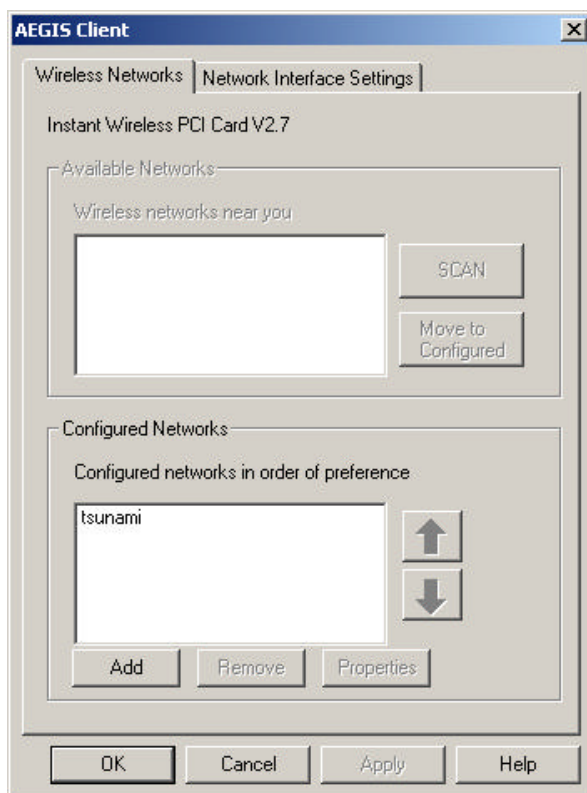 AEGIS Client
Wireless Networks
Network Interface Settings
Instant Wireless PCI Card V2.7
Available Networks
Wireless networks near you
SCAN
Move to
Configured
Configured Networks
Configured networks in order of preference
tsunami
Add
Remove
Properties
OK
Cancel
Apply
Help